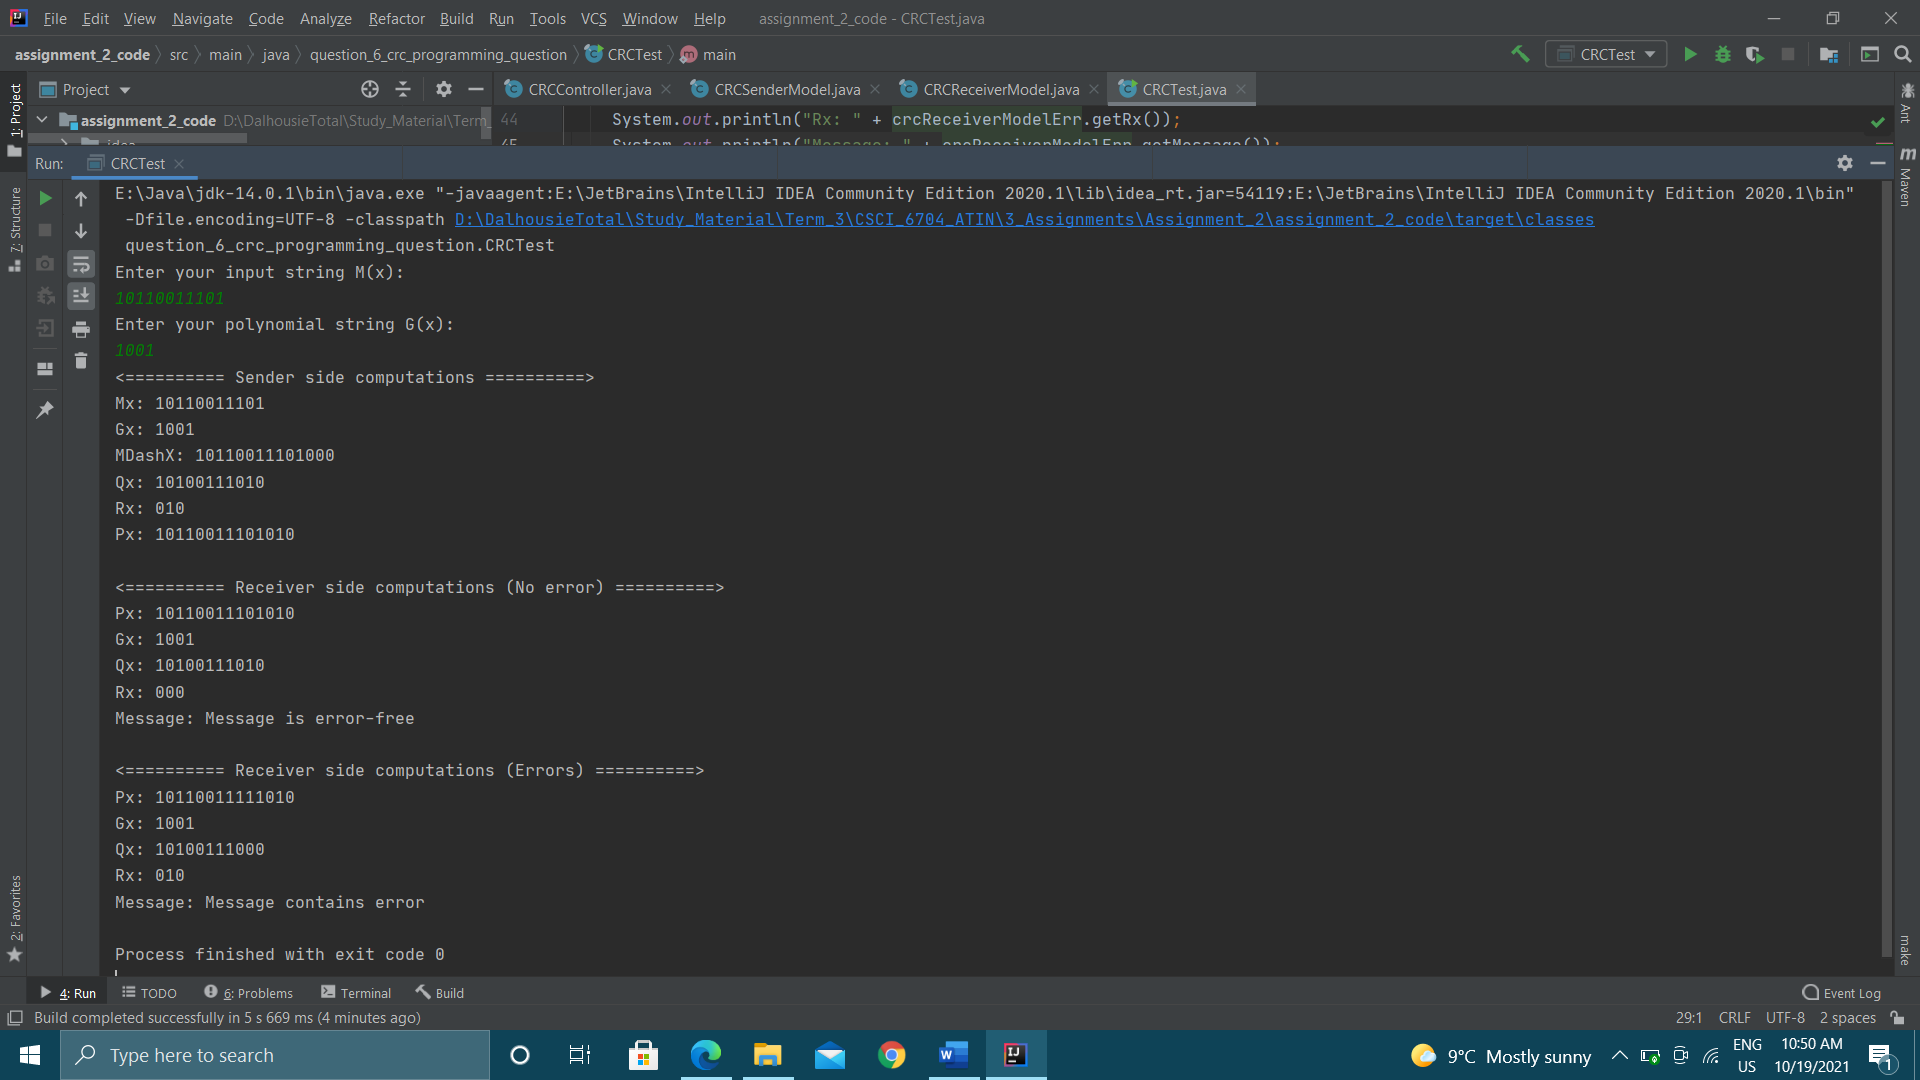 File Edit View Navigate Code Analyze Refactor Build Run Tools VCS Window Help assignment_2_code - CRCTest.java
assignment_2_code src main java question_6_crc_programming_question CRCTest main CRCTest
Project CRCController.java CRCSenderModel.java CRCReceiverModel.java CRCTest.java
assignment_2_code D:\DalhousieTotal\Study_Material\Term_ 44 System.out.println("Rx: " + crcReceiverModelErr.getRx());
.idea 45 System.out.println("Message: " + crcReceiverModelErr.getMessage());
Run: CRCTest
E:\Java\jdk-14.0.1\bin\java.exe "-javaagent:E:\JetBrains\IntelliJ IDEA Community Edition 2020.1\lib\idea_rt.jar=54119:E:\JetBrains\IntelliJ IDEA Community Edition 2020.1\bin"
-Dfile.encoding=UTF-8 -classpath D:\DalhousieTotal\Study_Material\Term_3\CSCI_6704_ATIN\3_Assignments\Assignment_2\assignment_2_code\target\classes
question_6_crc_programming_question.CRCTest
Enter your input string M(x):
10110011101
Enter your polynomial string G(x):
1001
<========== Sender side computations ==========>
Mx: 10110011101
Gx: 1001
MDashX: 10110011101000
Qx: 10100111010
Rx: 010
Px: 10110011101010
<========== Receiver side computations (No error) ==========>
Px: 10110011101010
Gx: 1001
Qx: 10100111010
Rx: 000
Message: Message is error-free
<========== Receiver side computations (Errors) ==========>
Px: 10110011111010
Gx: 1001
Qx: 10100111000
Rx: 010
Message: Message contains error
Process finished with exit code 0
1: Project
7: Structure
2: Favorites
Ant
m
Maven
make
4: Run TODO 6: Problems Terminal Build Event Log
Build completed successfully in 5 s 669 ms (4 minutes ago) 29:1 CRLF UTF-8 2 spaces
Type here to search 9°C Mostly sunny ENG 10:50 AM
US 10/19/2021 1